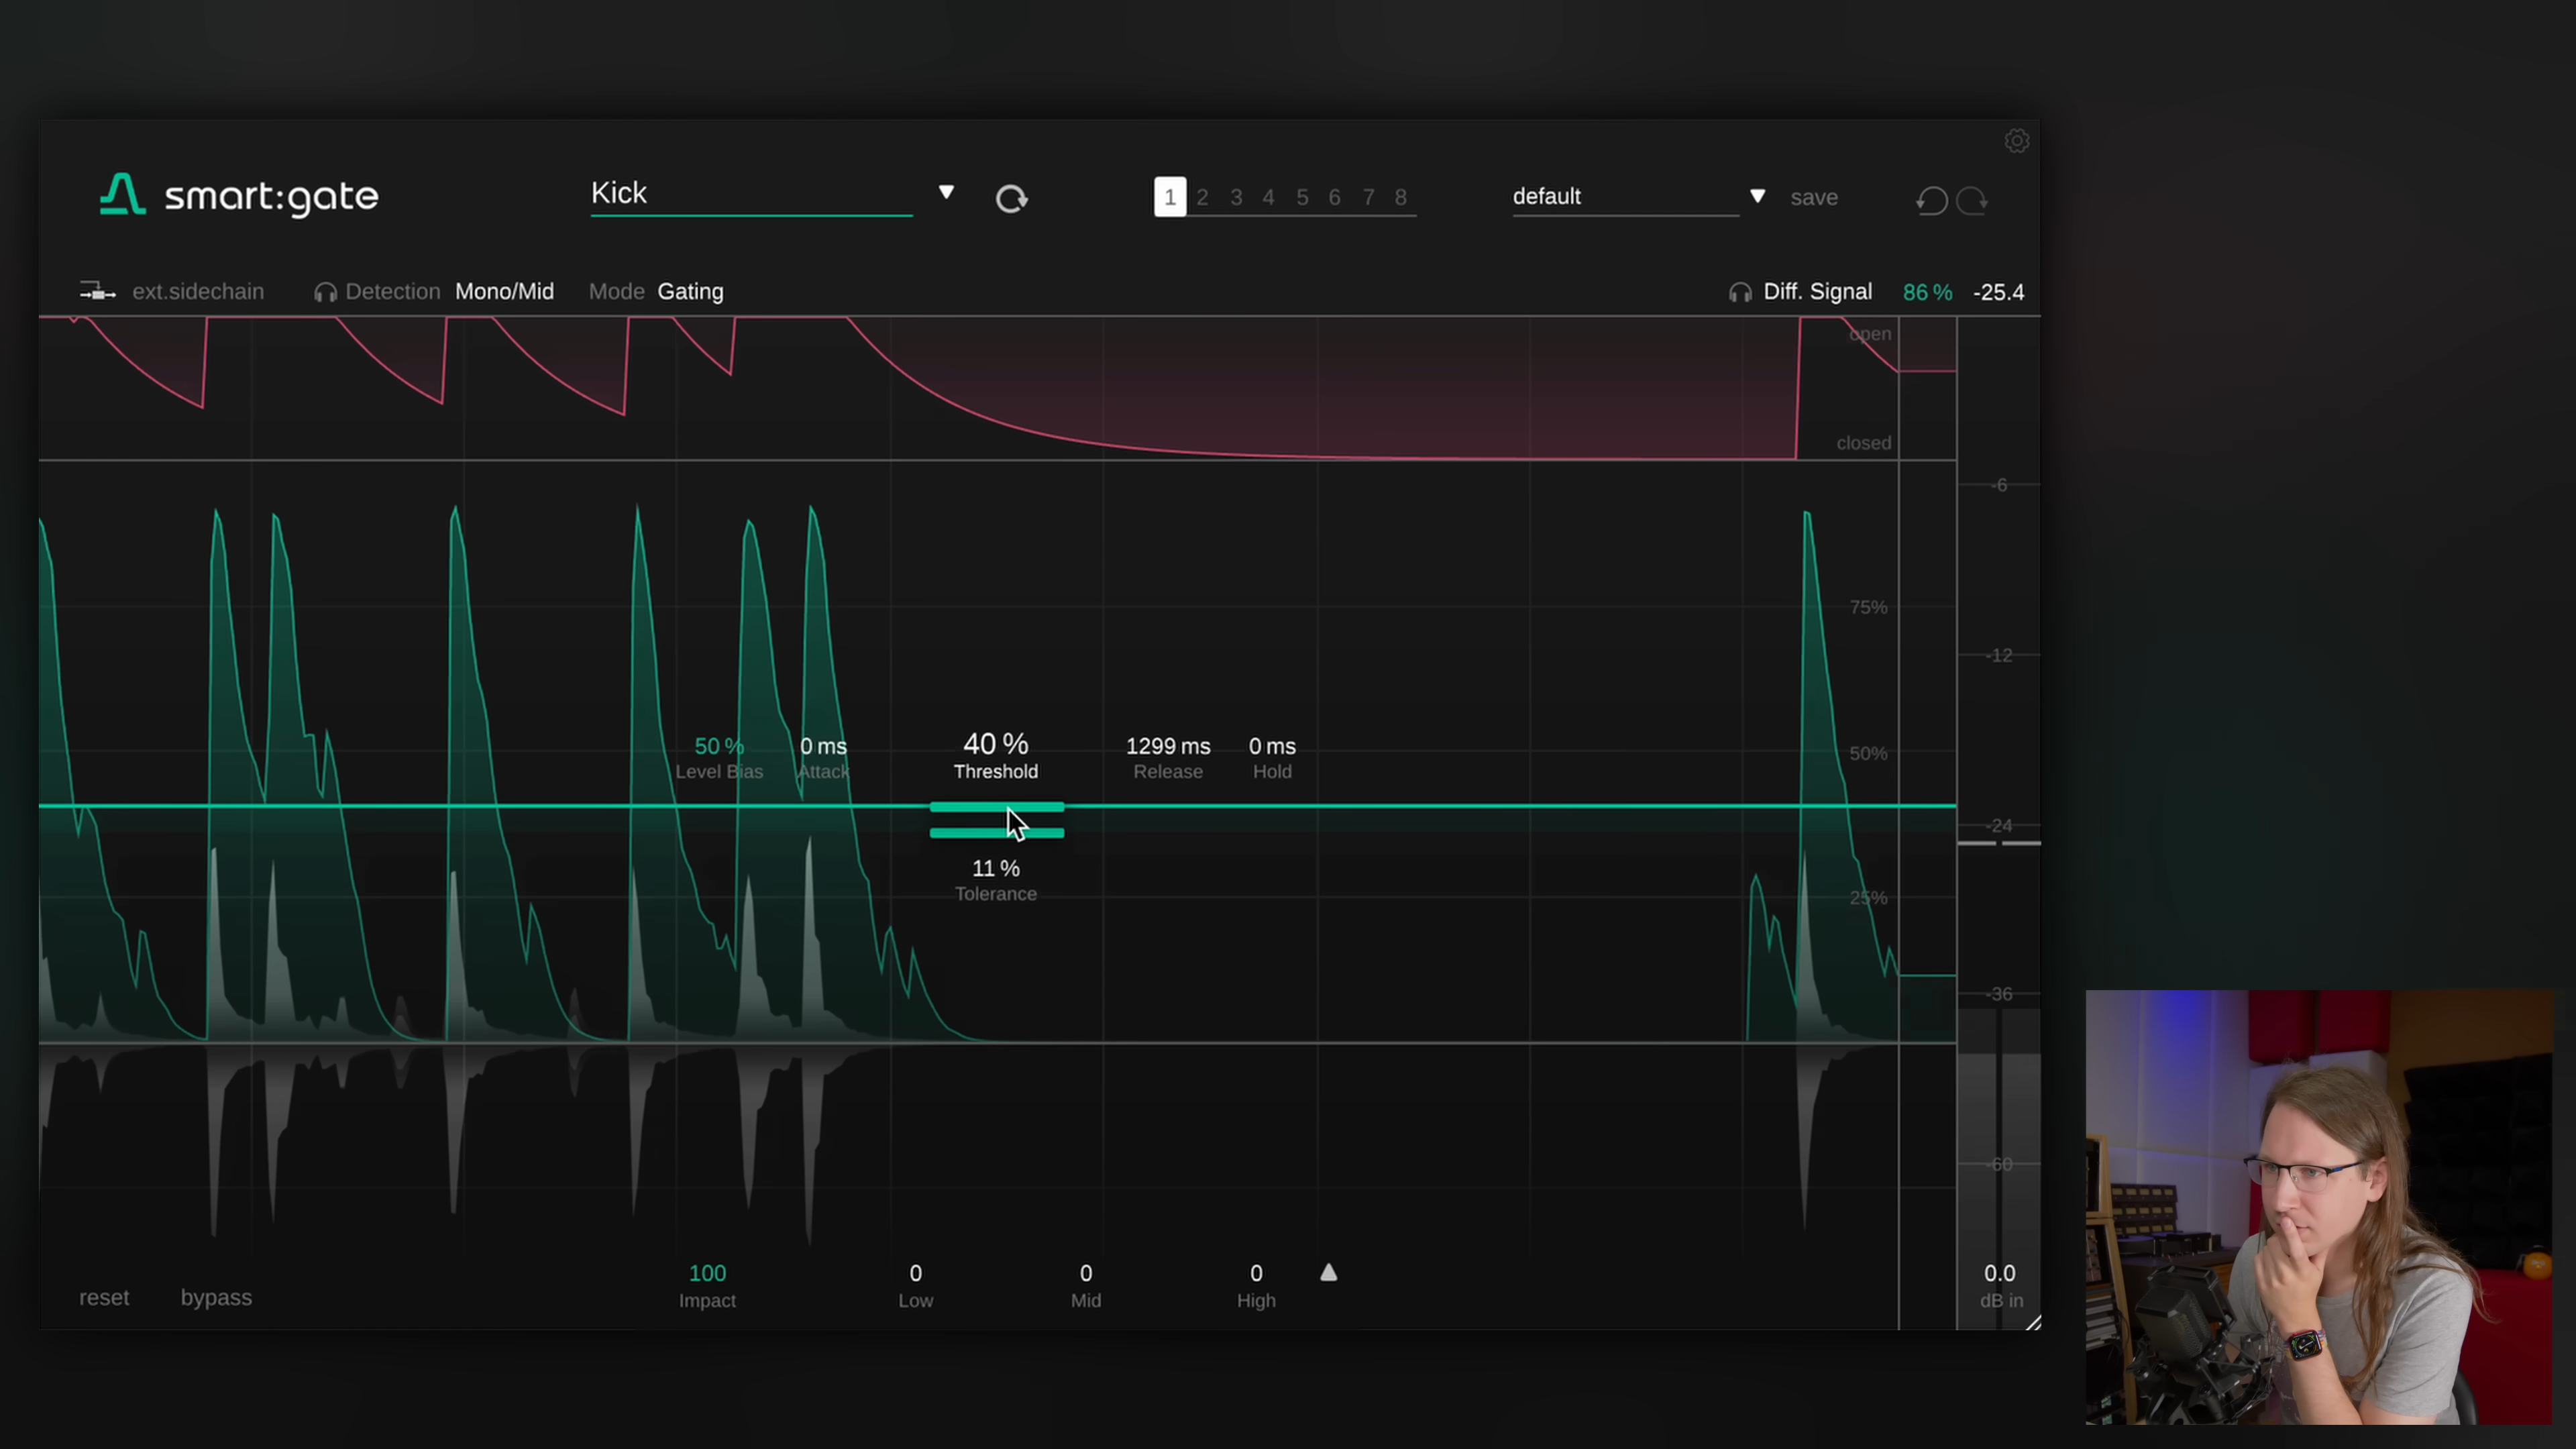 smart:gate
Kick
1 2 3 4 5 6 7 8
default
save
ext.sidechain
Detection Mono/Mid
Mode Gating
Diff. Signal 86 % -25.4
open
closed
-6
75%
-12
50 %
Level Bias
0 ms
Attack
40 %
Threshold
1299 ms
Release
0 ms
Hold
50%
-24
11 %
Tolerance
25%
-36
-60
reset
bypass
100
Impact
0
Low
0
Mid
0
High
0.0
dB in